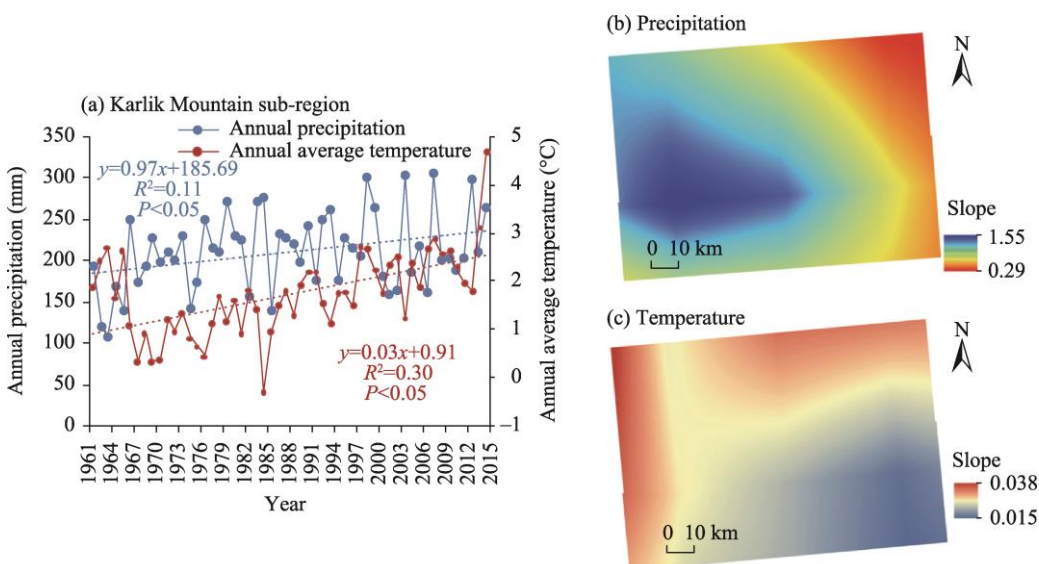 (a) Karlik Mountain sub-region
Annual precipitation
Annual average temperature
y=0.97x+185.69
R²=0.11
P<0.05
y=0.03x+0.91
R²=0.30
P<0.05
Annual precipitation (mm)
350
300
250
200
150
100
50
0
Annual average temperature (°C)
5
4
3
2
1
0
−1
1961
1964
1967
1970
1973
1976
1979
1982
1985
1988
1991
1994
1997
2000
2003
2006
2009
2012
2015
Year
(b) Precipitation
N
Slope
1.55
0.29
0 10 km
(c) Temperature
N
Slope
0.038
0.015
0 10 km